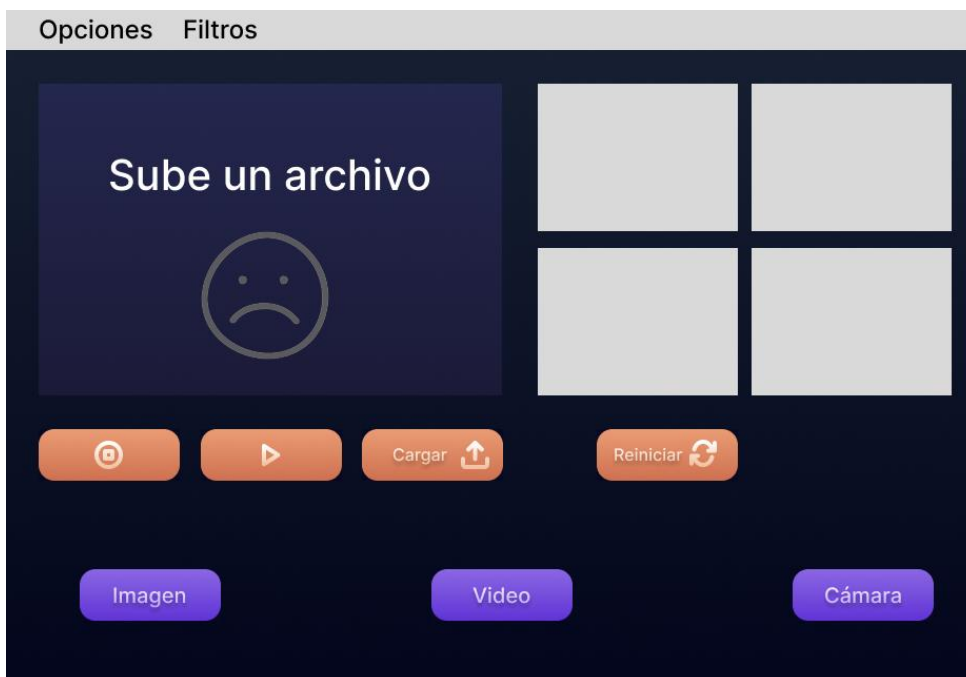 Opciones Filtros
Sube un archivo
Cargar
Reiniciar
Imagen
Video
Cámara